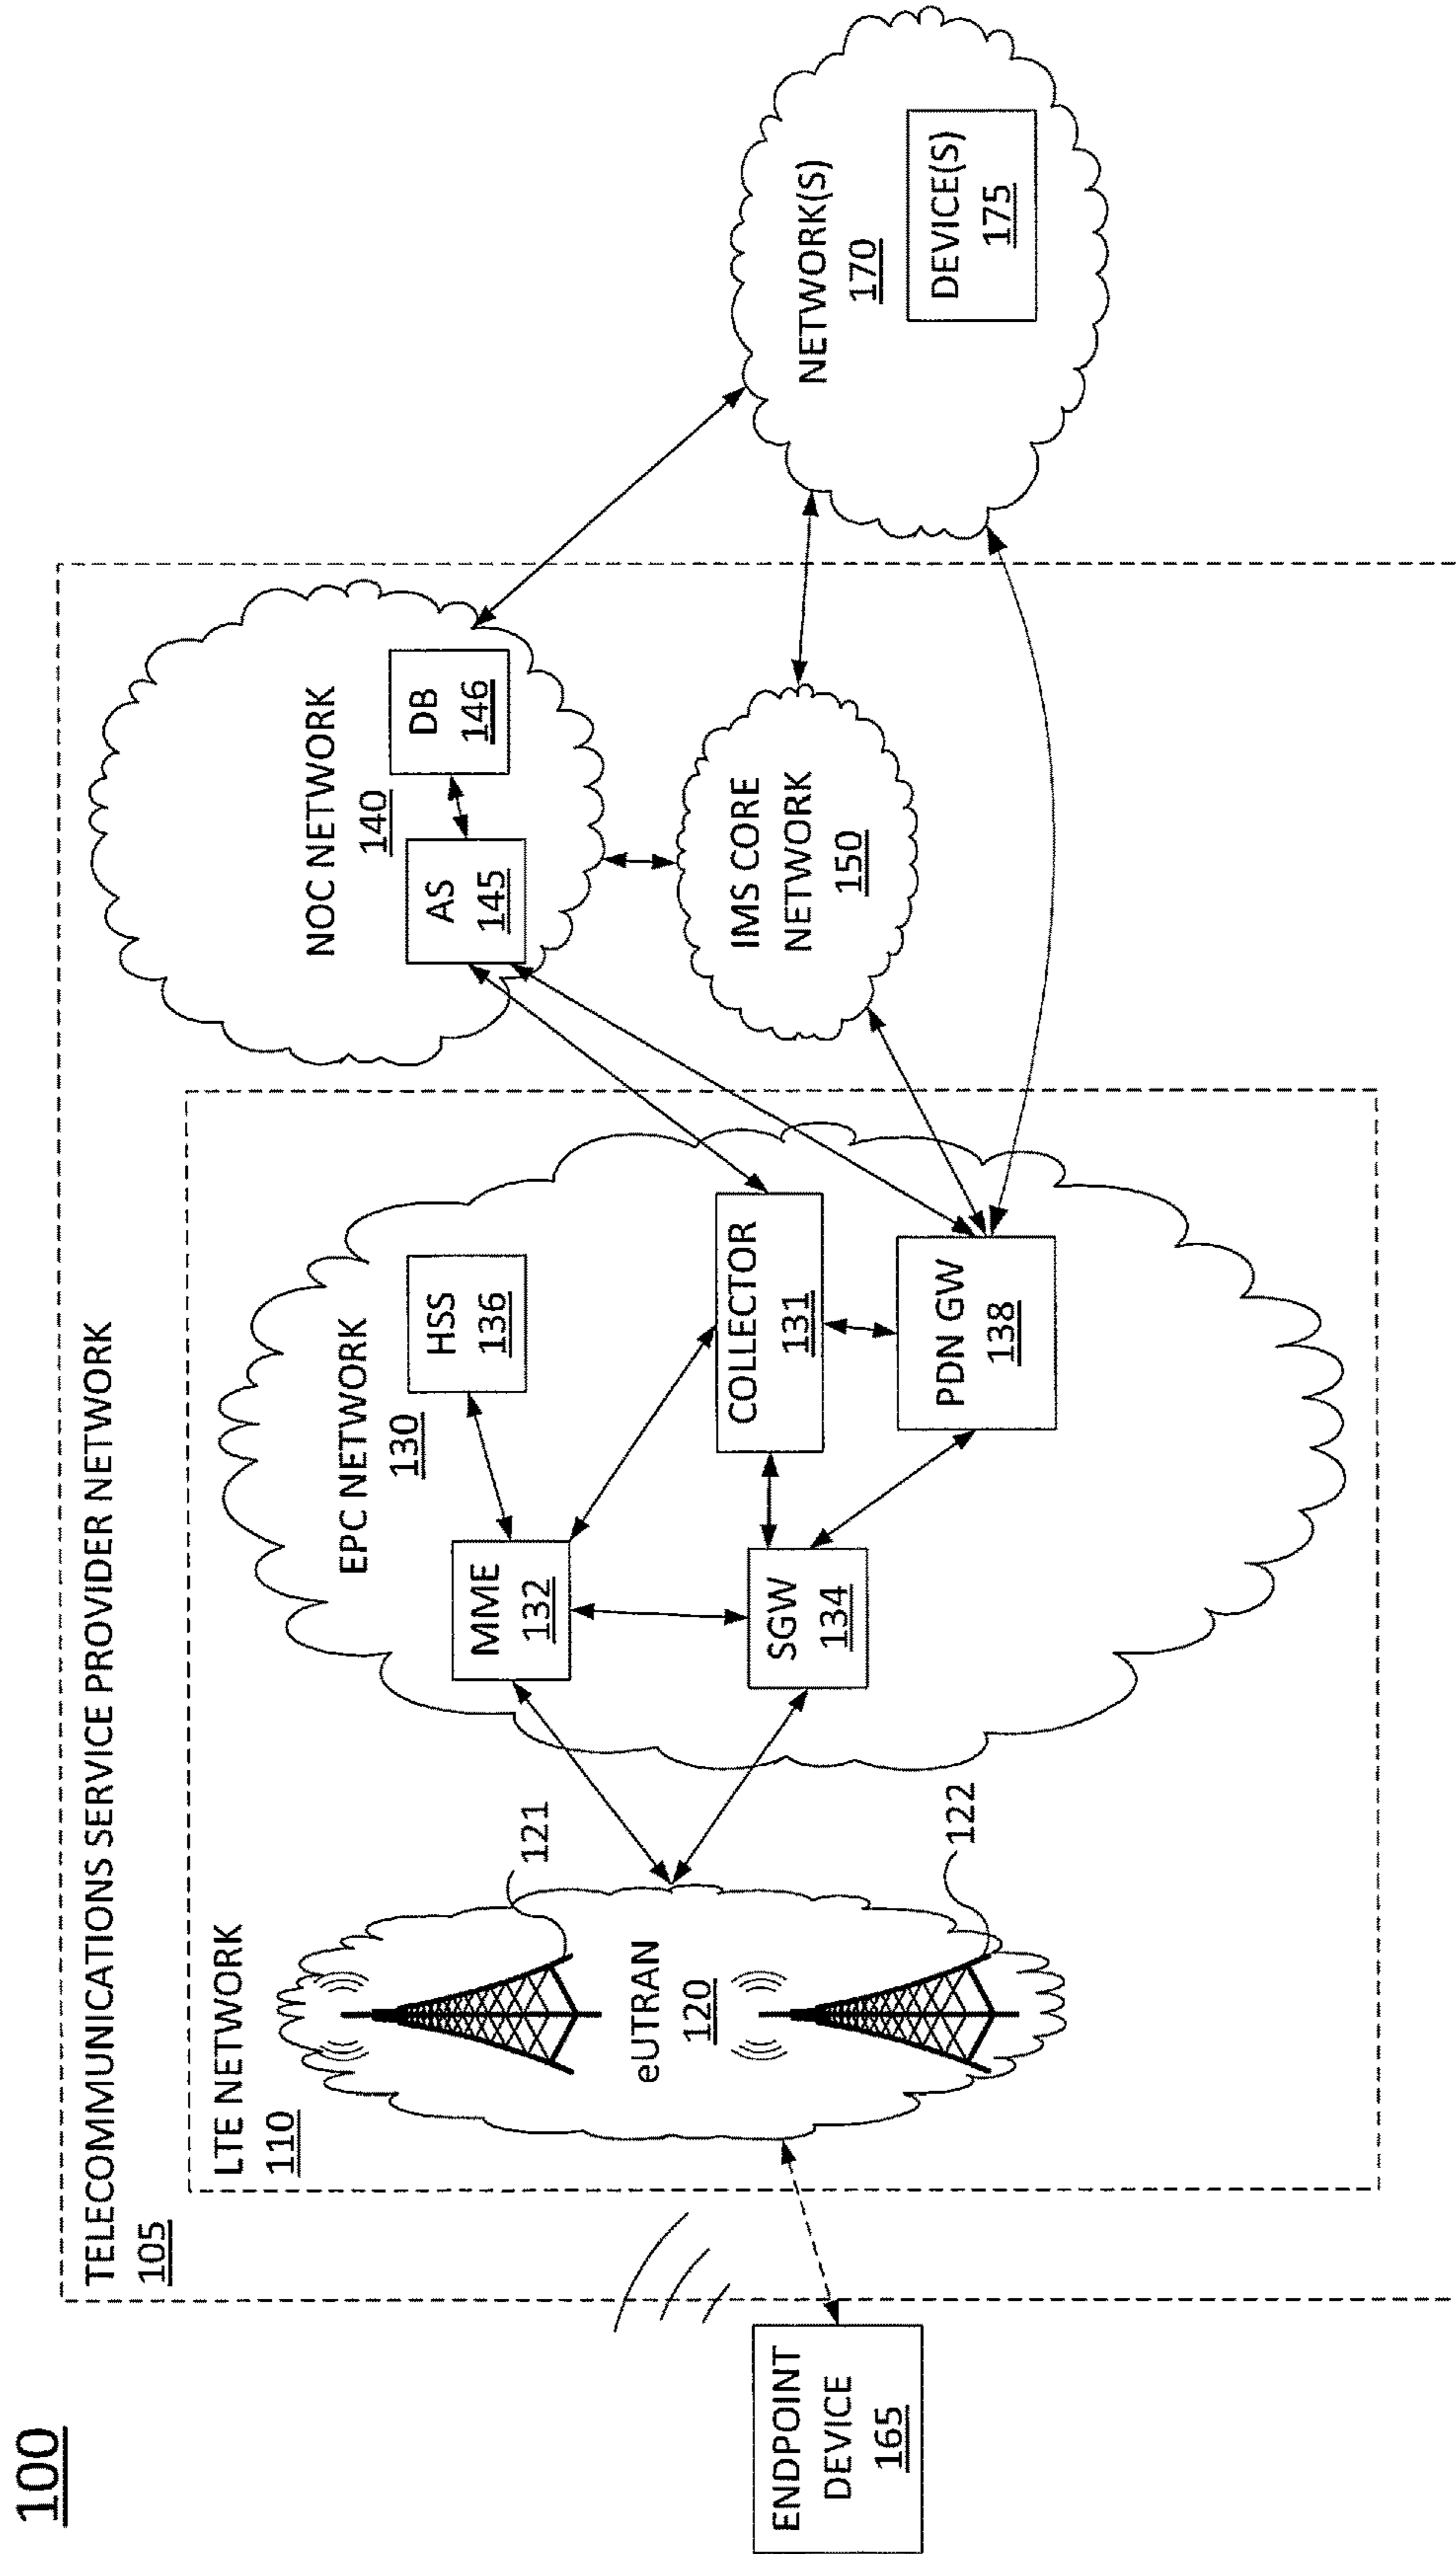 100
TELECOMMUNICATIONS SERVICE PROVIDER NETWORK
105
LTE NETWORK
110
EPC NETWORK
130
HSS
136
MME
132
COLLECTOR
131
SGW
134
PDN GW
138
eUTRAN
120
121
122
NOC NETWORK
140
AS
145
DB
146
IMS CORE
NETWORK
150
NETWORK(S)
170
DEVICE(S)
175
ENDPOINT
DEVICE
165